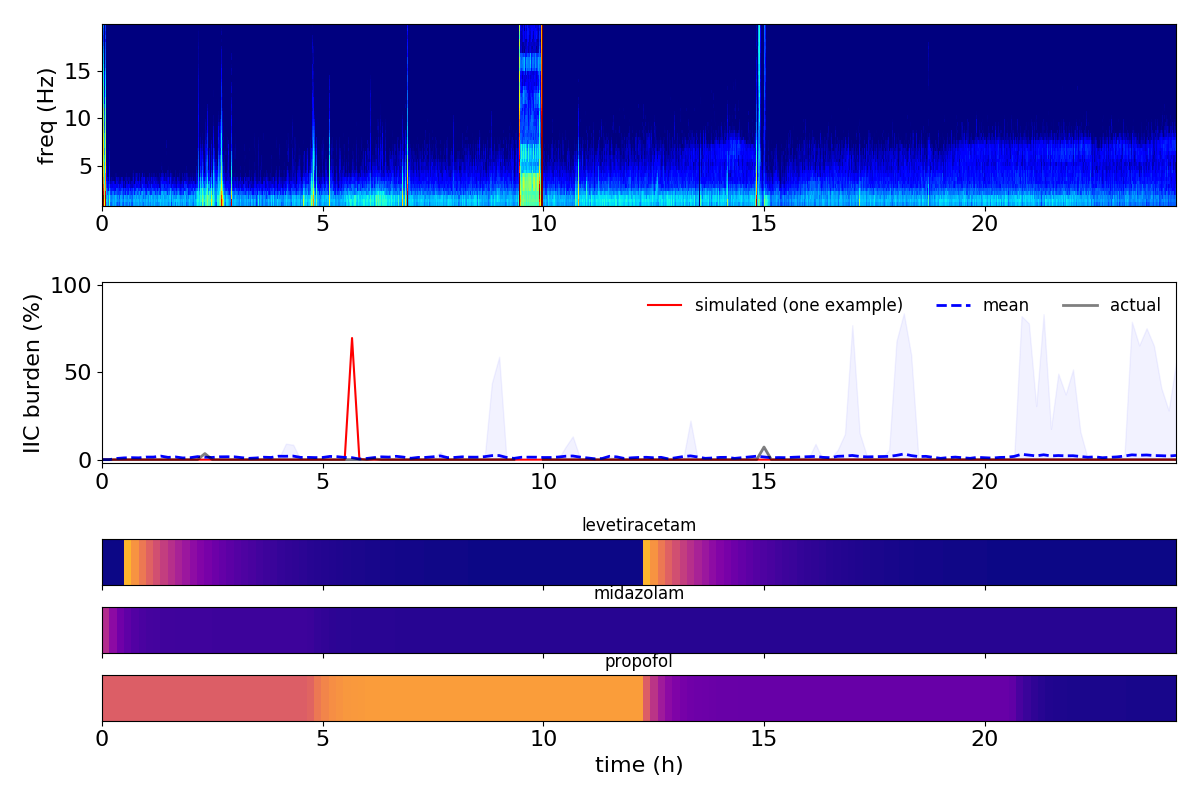 freq (Hz)
15
10
5
0 5 10 15 20
IIC burden (%)
100
50
0
simulated (one example) mean actual
0 5 10 15 20
levetiracetam
midazolam
propofol
0 5 10 15 20
time (h)